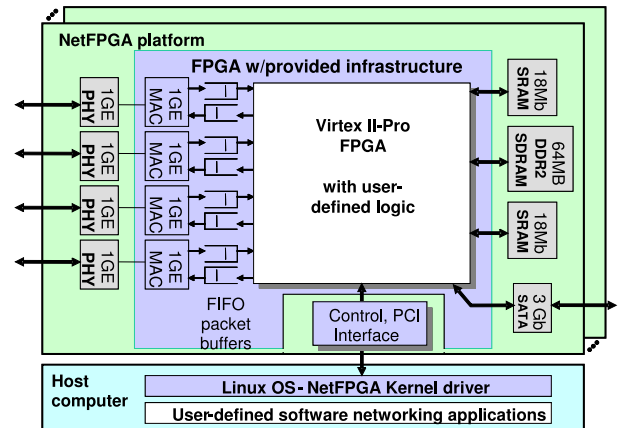 NetFPGA platform
FPGA w/provided infrastructure
1GE
PHY
1GE
MAC
1GE
PHY
1GE
MAC
1GE
PHY
1GE
MAC
1GE
PHY
1GE
MAC
Virtex II-Pro
FPGA
with user-
defined logic
18Mb
SRAM
64MB
DDR2
SDRAM
18Mb
SRAM
3 Gb
SATA
FIFO
packet
buffers
Control, PCI
Interface
Host
computer
Linux OS- NetFPGA Kernel driver
User-defined software networking applications